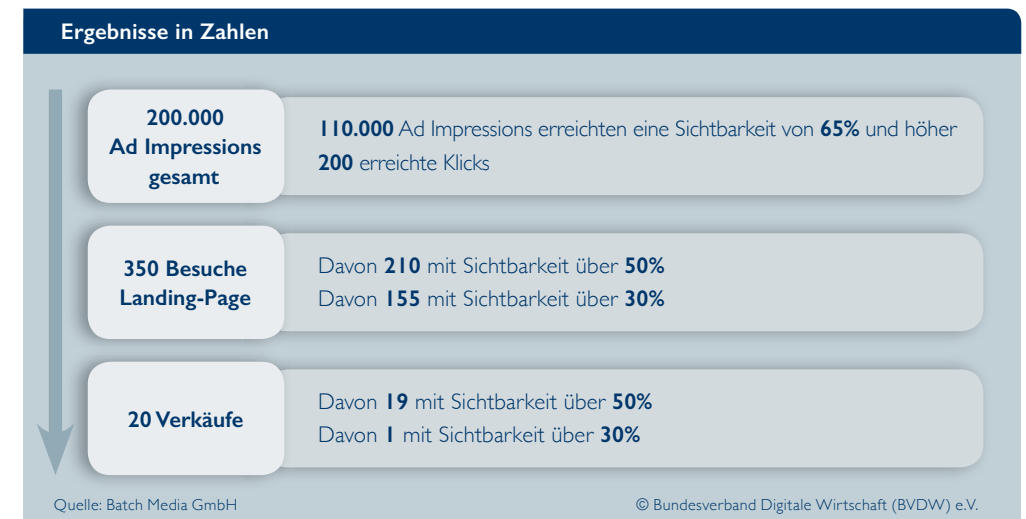 Ergebnisse in Zahlen
200.000
Ad Impressions
gesamt
110.000 Ad Impressions erreichten eine Sichtbarkeit von 65% und höher
200 erreichte Klicks
350 Besuche
Landing-Page
Davon 210 mit Sichtbarkeit über 50%
Davon 155 mit Sichtbarkeit über 30%
20 Verkäufe
Davon 19 mit Sichtbarkeit über 50%
Davon 1 mit Sichtbarkeit über 30%
Quelle: Batch Media GmbH
© Bundesverband Digitale Wirtschaft (BVDW) e.V.